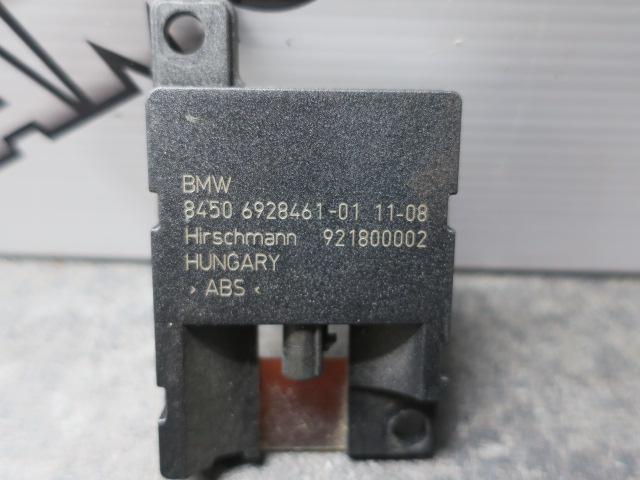 BMW
8450 6928461-01 11-08
Hirschmann 921800002
HUNGARY
> ABS <